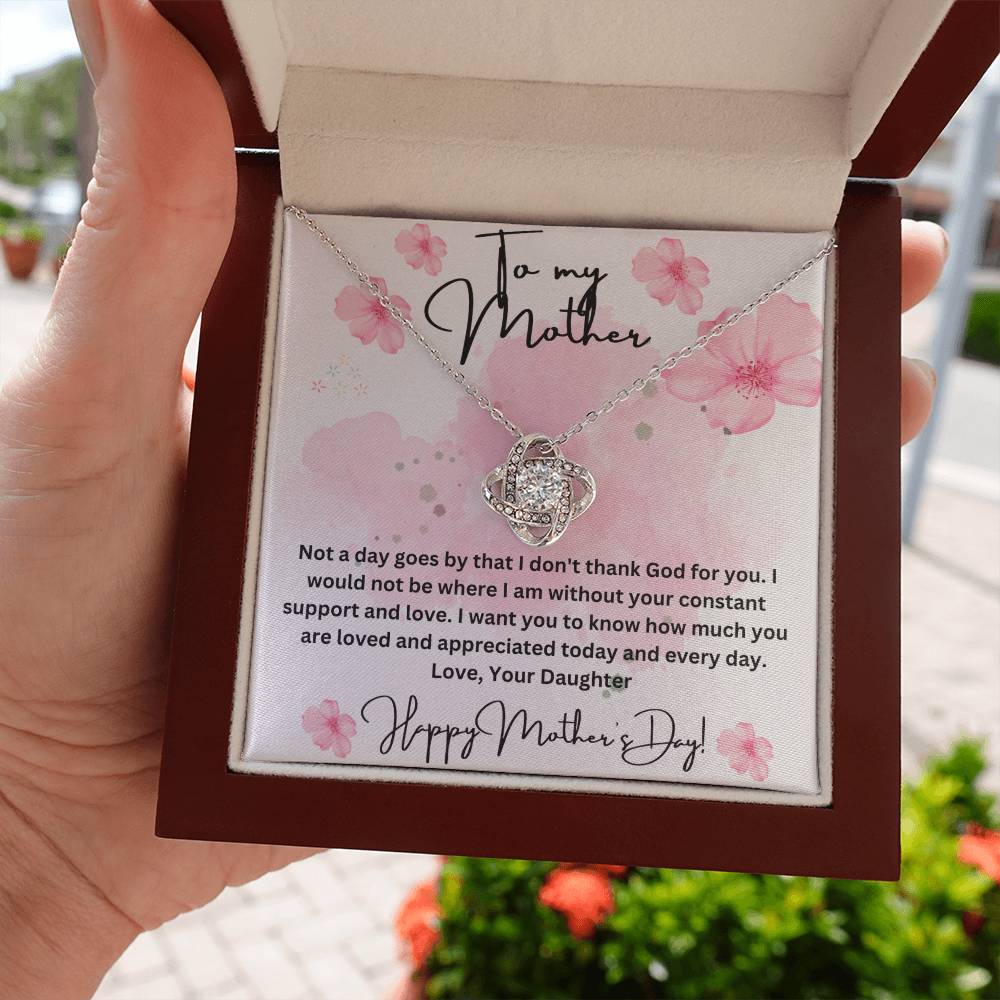 To my
Mother
Not a day goes by that I don't thank God for you. I
would not be where I am without your constant
support and love. I want you to know how much you
are loved and appreciated today and every day.
Love, Your Daughter
Happy Mother's Day!